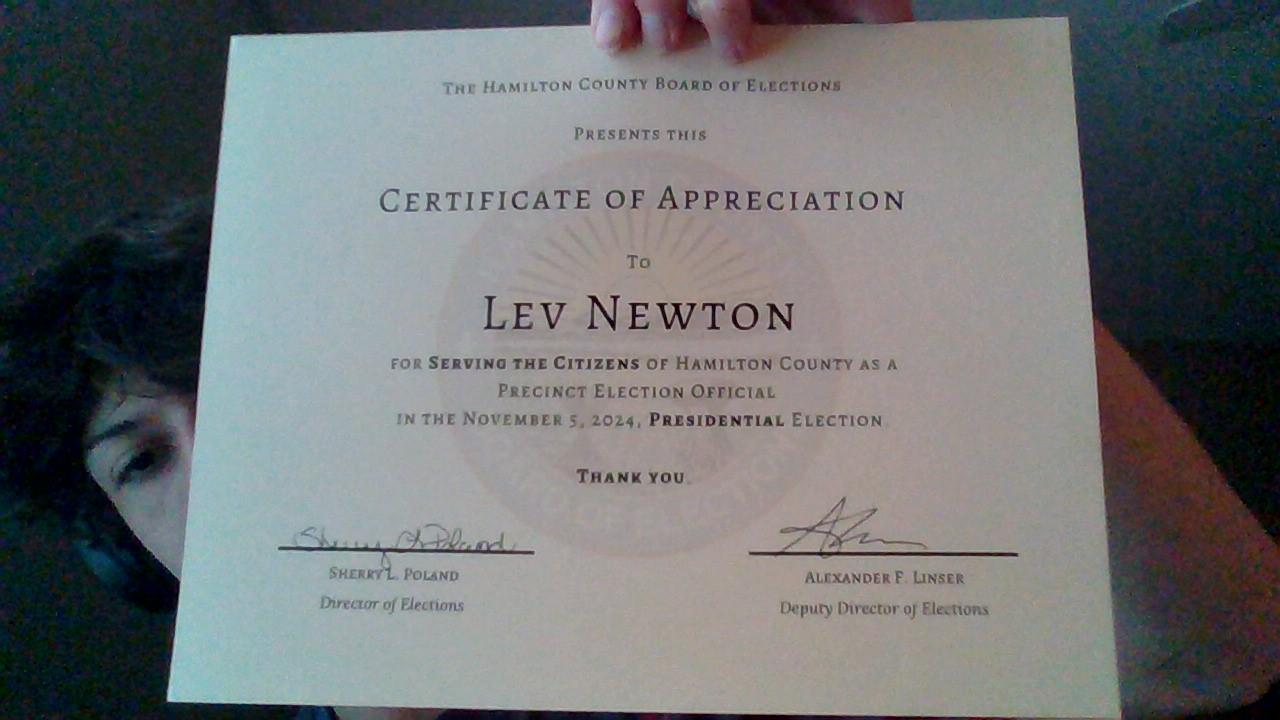 THE HAMILTON COUNTY BOARD OF ELECTIONS
PRESENTS THIS
CERTIFICATE OF APPRECIATION
TO
LEV NEWTON
FOR SERVING THE CITIZENS OF HAMILTON COUNTY AS A
PRECINCT ELECTION OFFICIAL
IN THE NOVEMBER 5, 2024, PRESIDENTIAL ELECTION
THANK YOU.
Sherry L. Poland
SHERRY L. POLAND
ALEXANDER F. LINSER
Director of Elections
Deputy Director of Elections